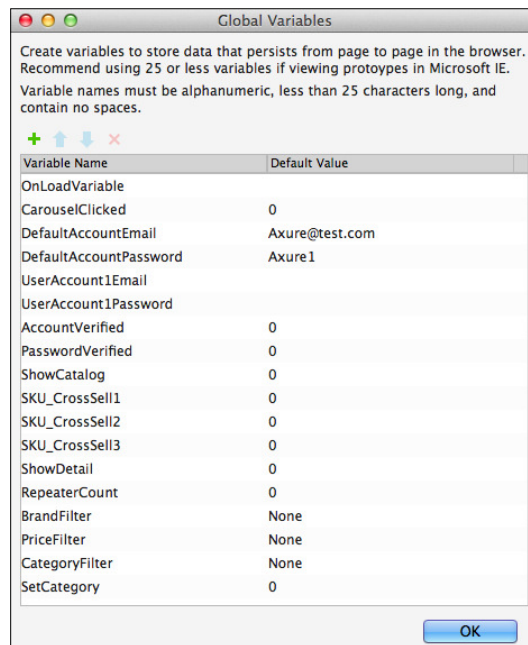 Global Variables
Create variables to store data that persists from page to page in the browser.
Recommend using 25 or less variables if viewing protoypes in Microsoft IE.
Variable names must be alphanumeric, less than 25 characters long, and
contain no spaces.
Variable Name Default Value
OnLoadVariable
CarouselClicked 0
DefaultAccountEmail Axure@test.com
DefaultAccountPassword Axure1
UserAccount1Email
UserAccount1Password
AccountVerified 0
PasswordVerified 0
ShowCatalog 0
SKU_CrossSell1 0
SKU_CrossSell2 0
SKU_CrossSell3 0
ShowDetail 0
RepeaterCount 0
BrandFilter None
PriceFilter None
CategoryFilter None
SetCategory 0
OK